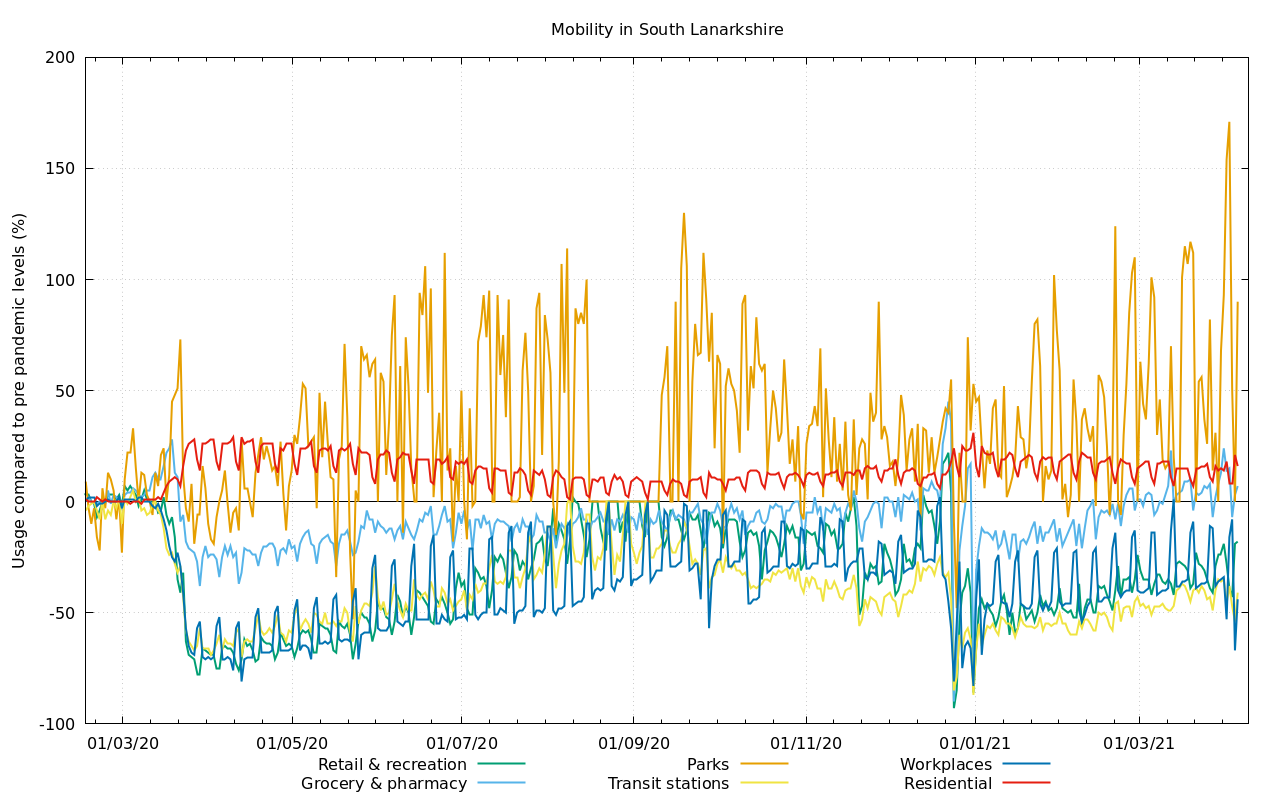 Mobility in South Lanarkshire
Usage compared to pre pandemic levels (%)
200
150
100
50
0
-50
-100
01/03/20 01/05/20 01/07/20 01/09/20 01/11/20 01/01/21 01/03/21
Retail & recreation Parks Workplaces
Grocery & pharmacy Transit stations Residential